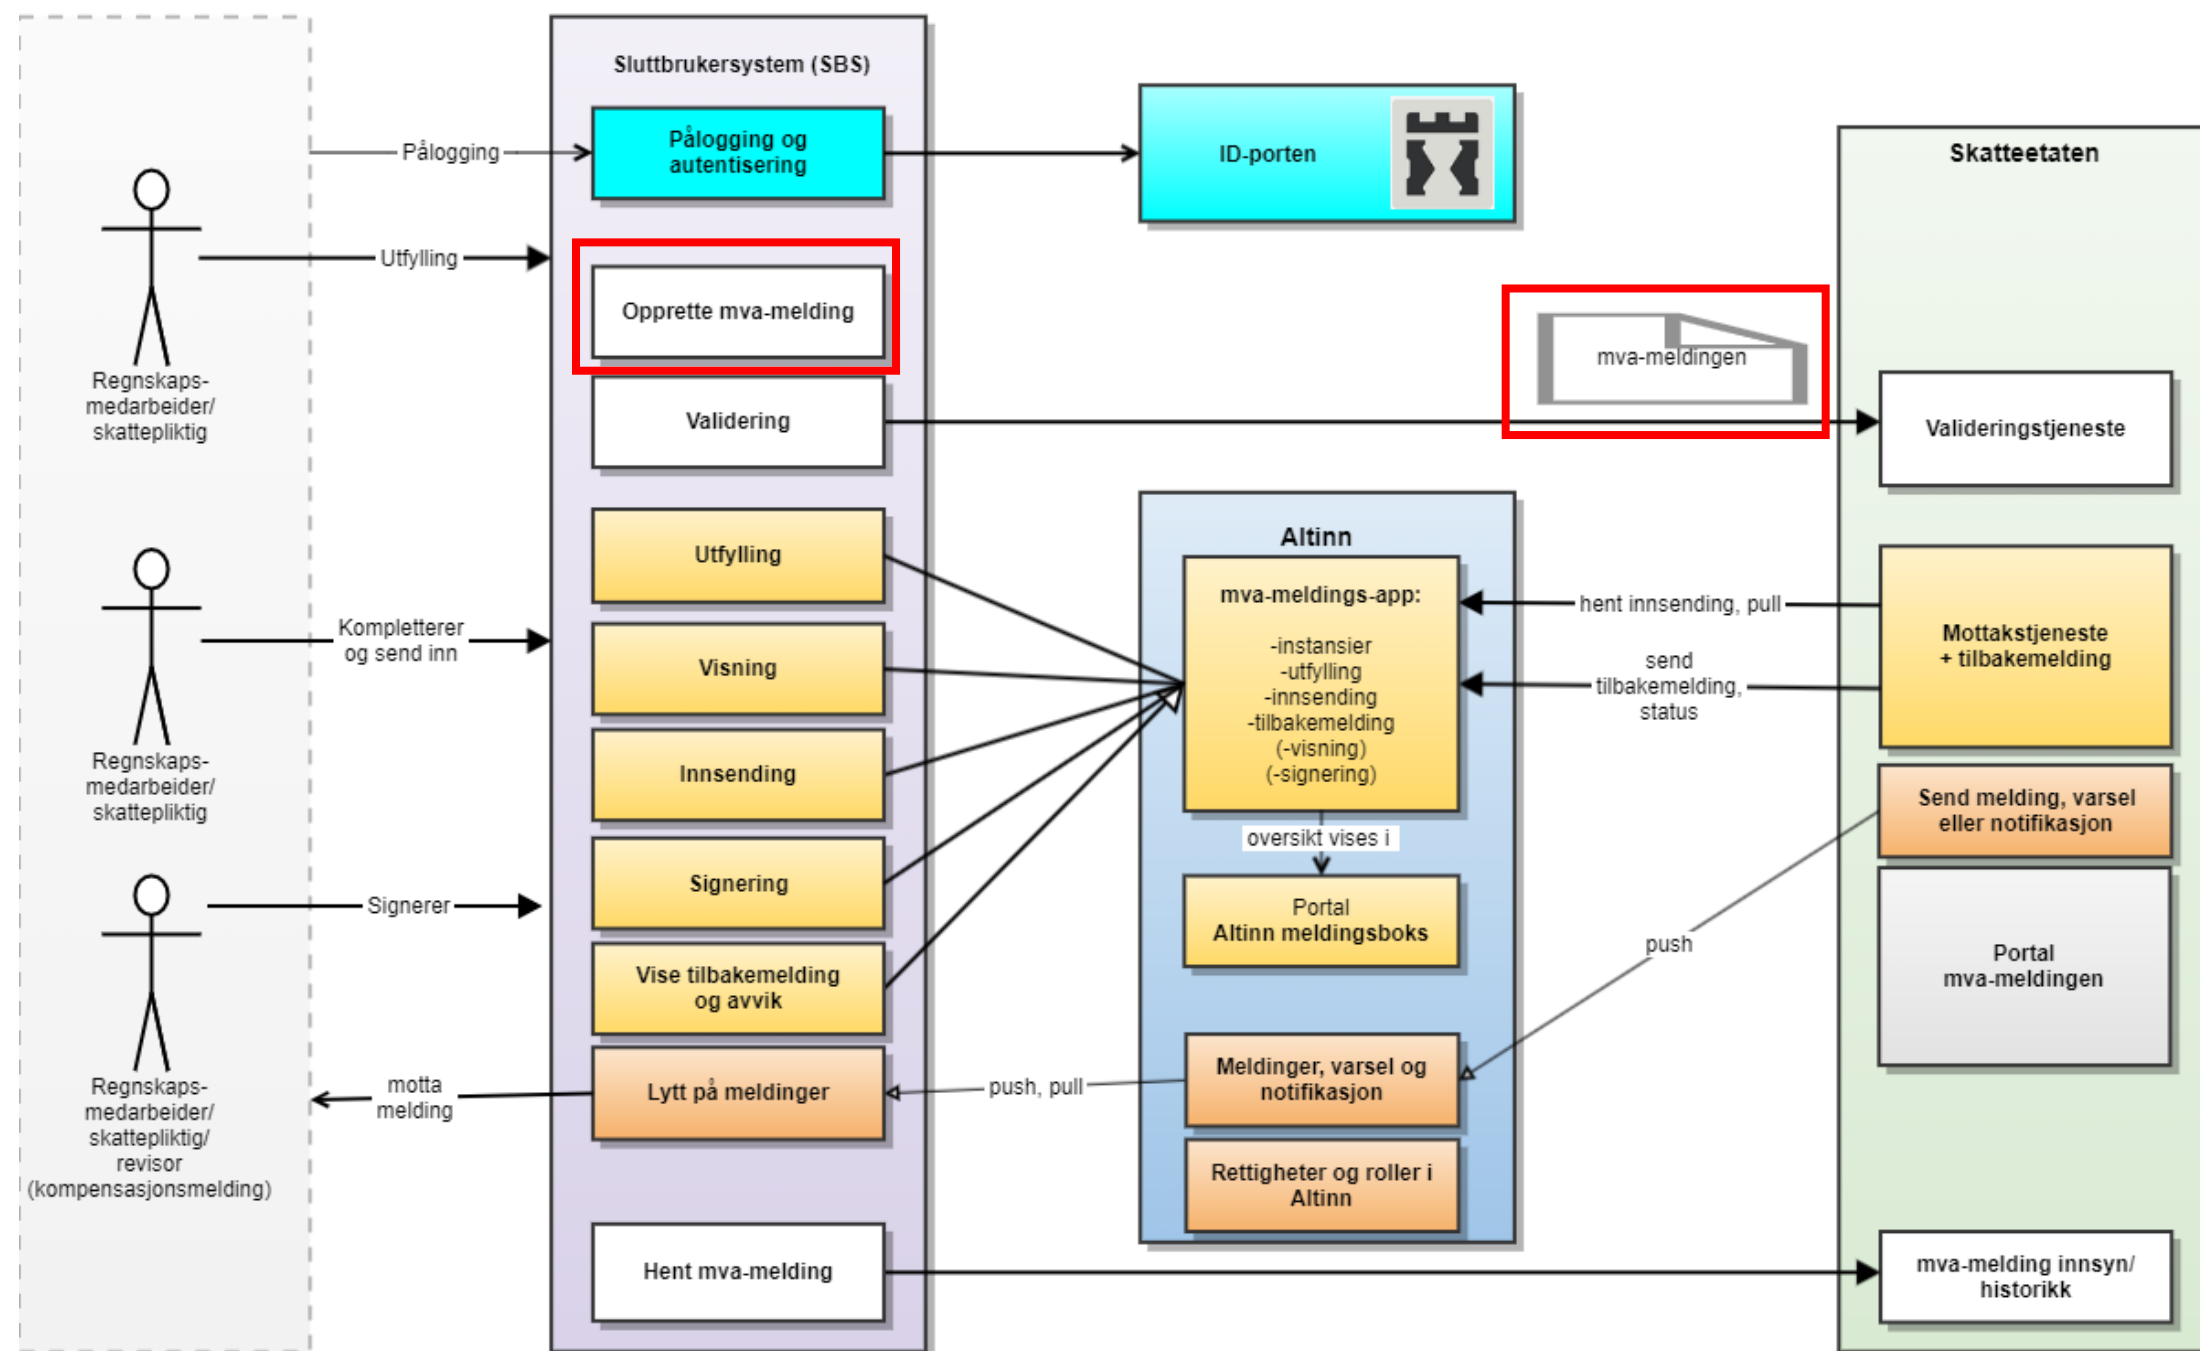 Pålogging
Utfylling
Regnskaps-
medarbeider/
skattepliktig
Kompletterer
og send inn
Regnskaps-
medarbeider/
skattepliktig
Signerer
Regnskaps-
medarbeider/
skattepliktig/
revisor
(kompensasjonsmelding)
motta
melding
Sluttbrukersystem (SBS)
Pålogging og
autentisering
Opprette mva-melding
Validering
Utfylling
Visning
Innsending
Signering
Vise tilbakemelding
og avvik
Lytt på meldinger
Hent mva-melding
push, pull
ID-porten
mva-meldingen
Altinn
mva-meldings-app:
-instansier
-utfylling
-innsending
-tilbakemelding
(-visning)
(-signering)
oversikt vises i
Portal
Altinn meldingsboks
Meldinger, varsel og
notifikasjon
Rettigheter og roller i
Altinn
hent innsending, pull
send
tilbakemelding,
status
push
Skatteetaten
Valideringstjeneste
Mottakstjeneste
+ tilbakemelding
Send melding, varsel
eller notifikasjon
Portal
mva-meldingen
mva-melding innsyn/
historikk